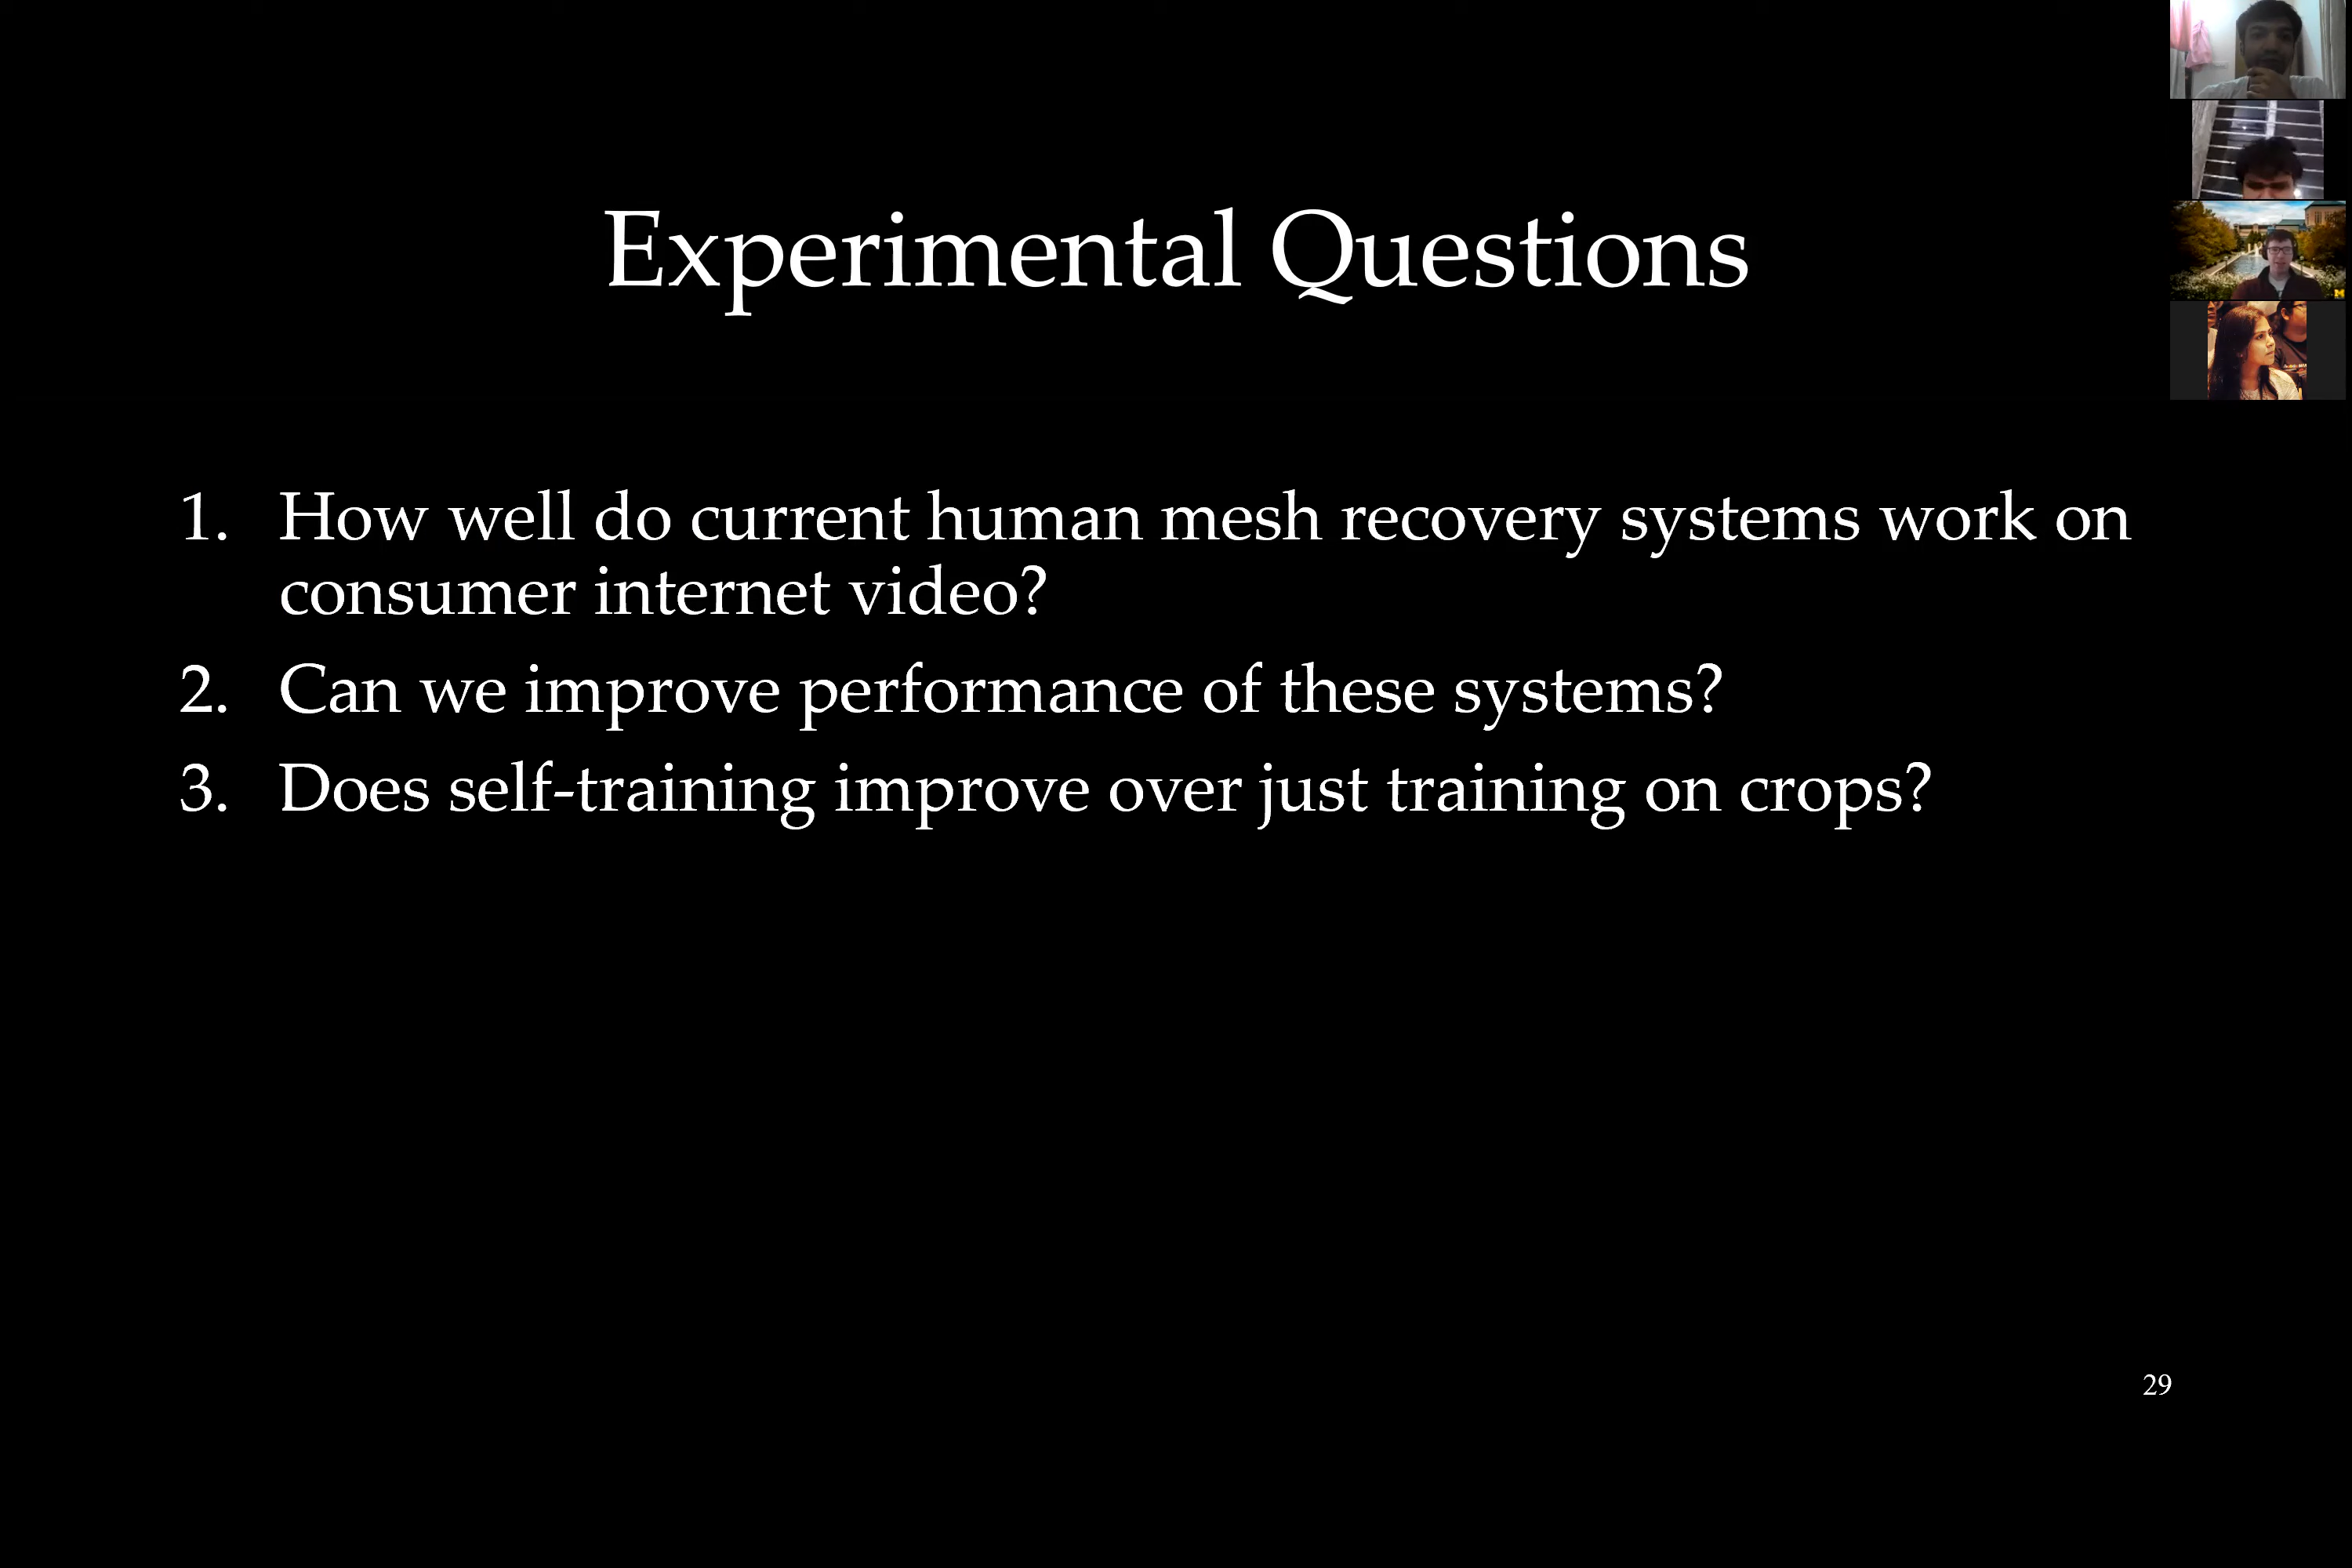 Experimental Questions
1. How well do current human mesh recovery systems work on
consumer internet video?
2. Can we improve performance of these systems?
3. Does self-training improve over just training on crops?
29